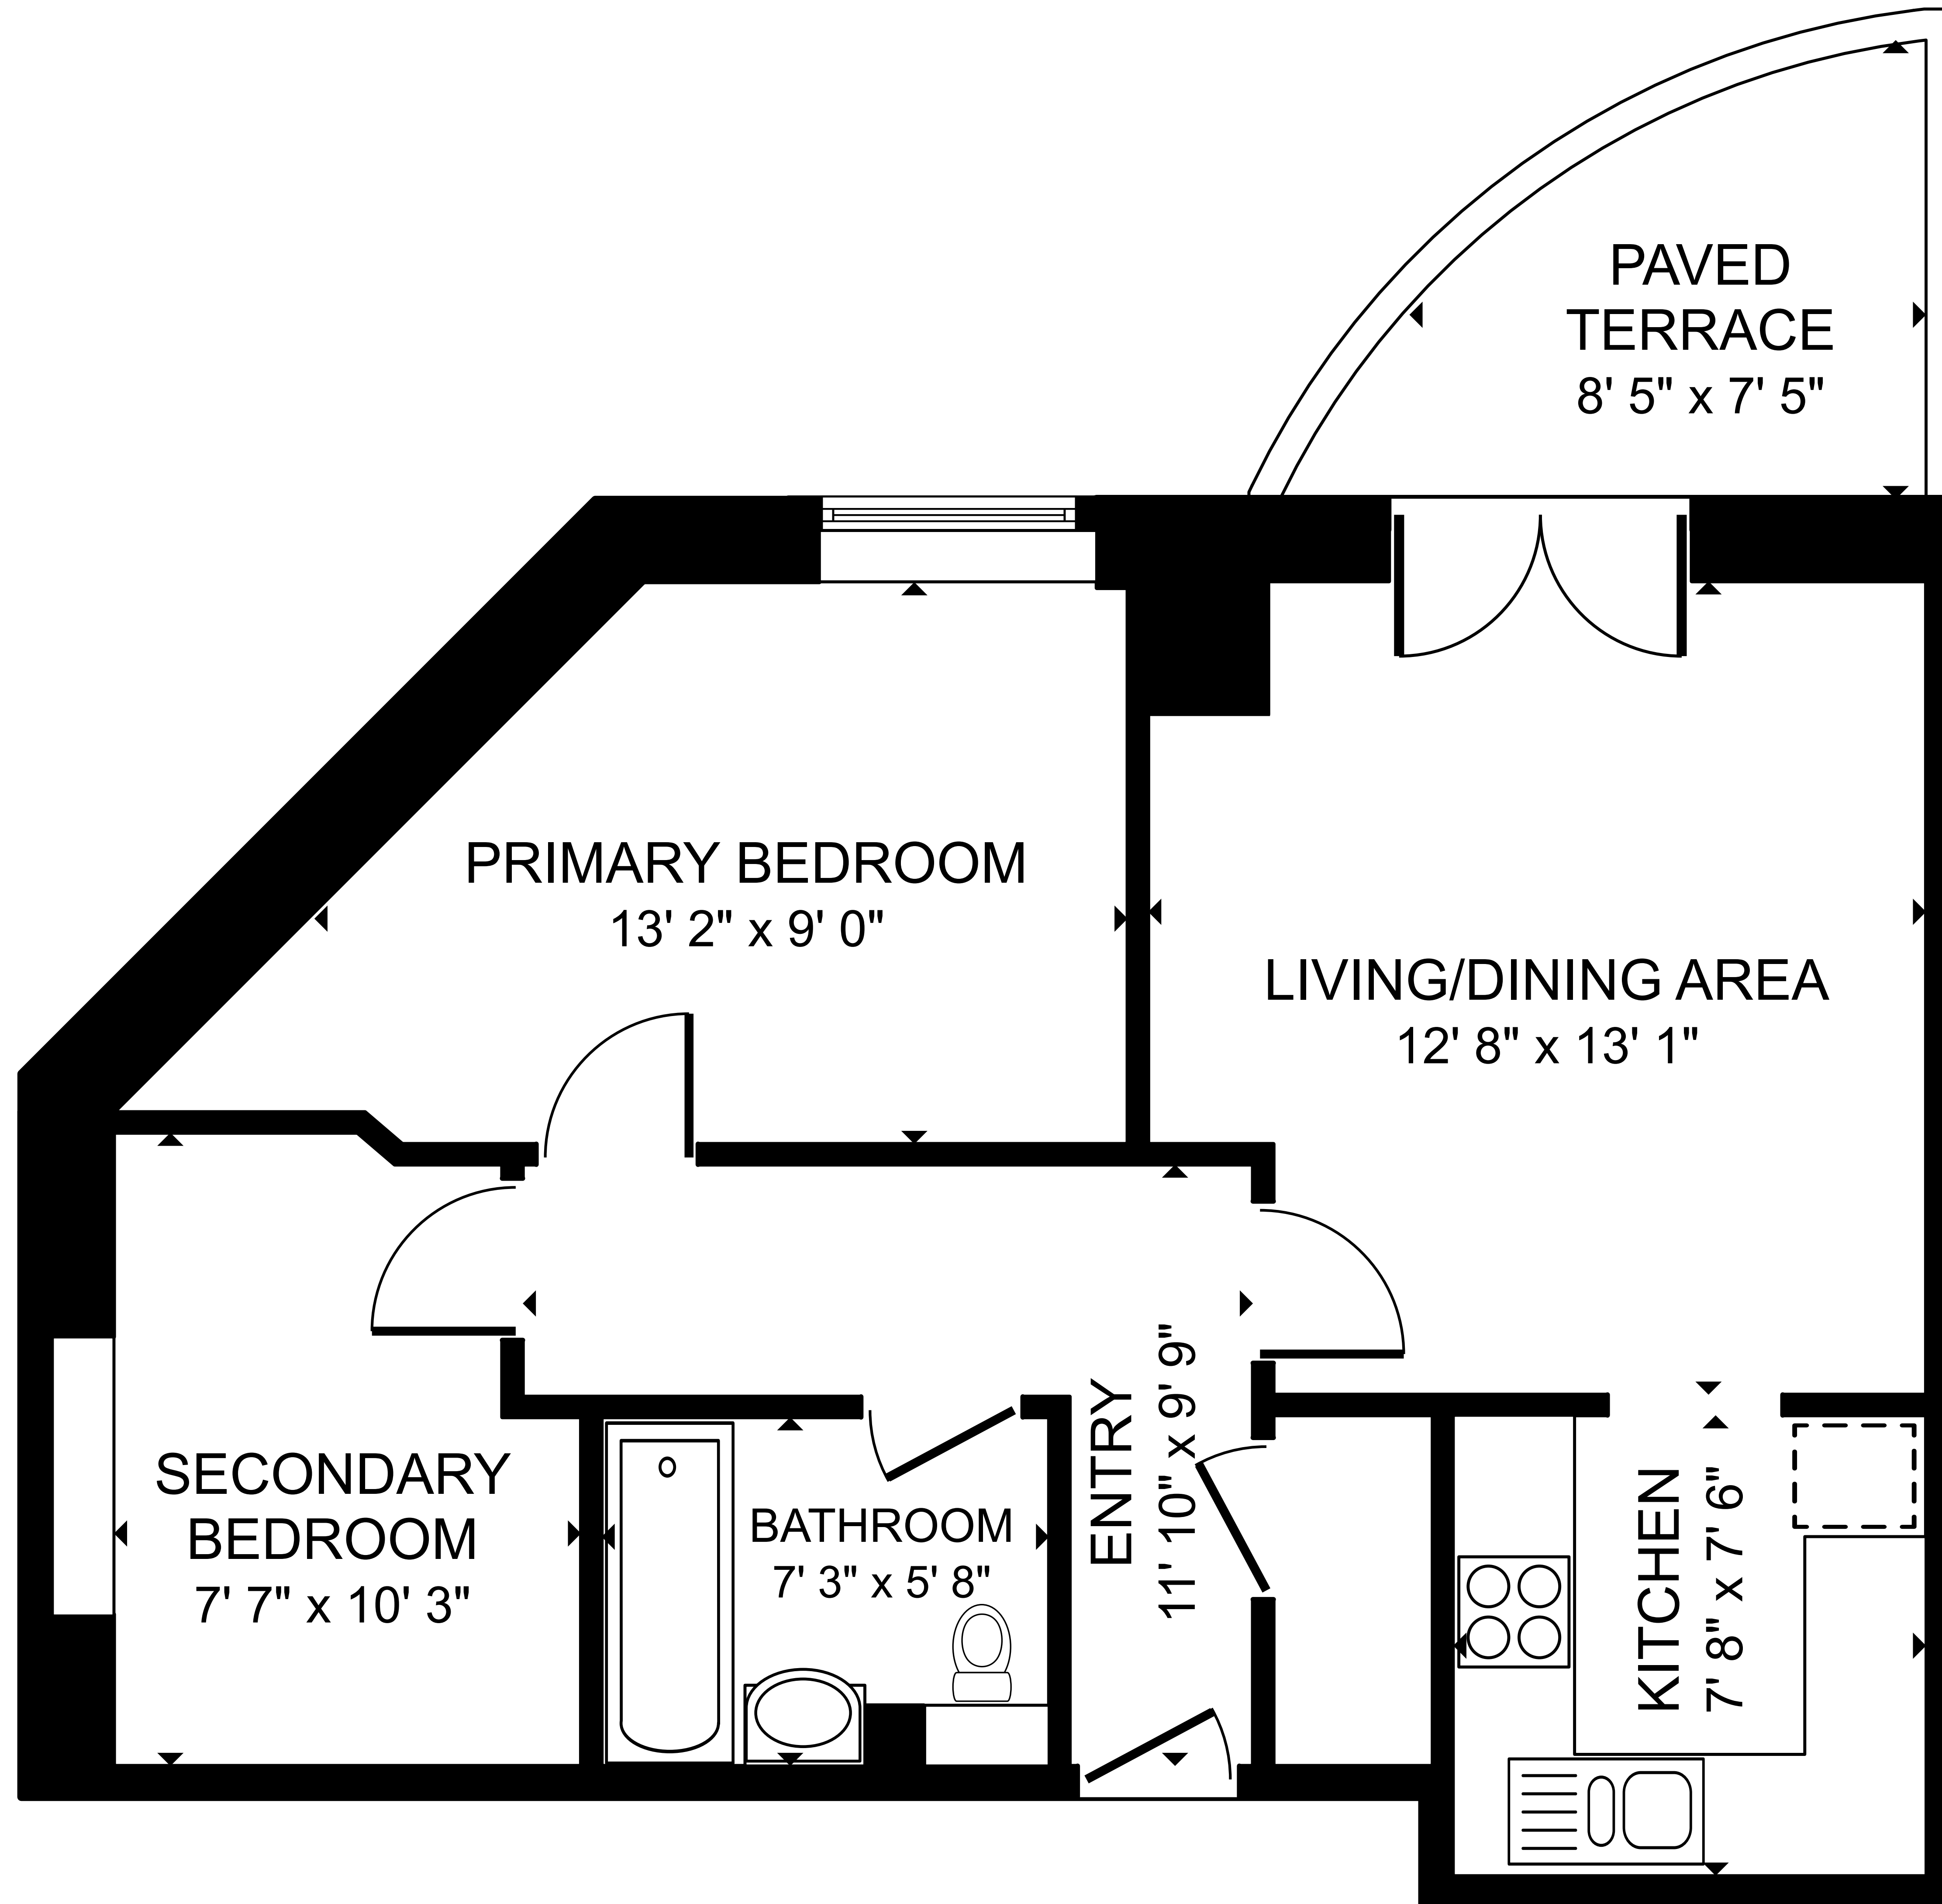 PAVED
TERRACE
8' 5" x 7' 5"
PRIMARY BEDROOM
13' 2" x 9' 0"
LIVING/DINING AREA
12' 8" x 13' 1"
SECONDARY
BEDROOM
7' 7" x 10' 3"
BATHROOM
7' 3" x 5' 8"
ENTRY
11' 10" x 9' 9"
KITCHEN
7' 8" x 7' 6"